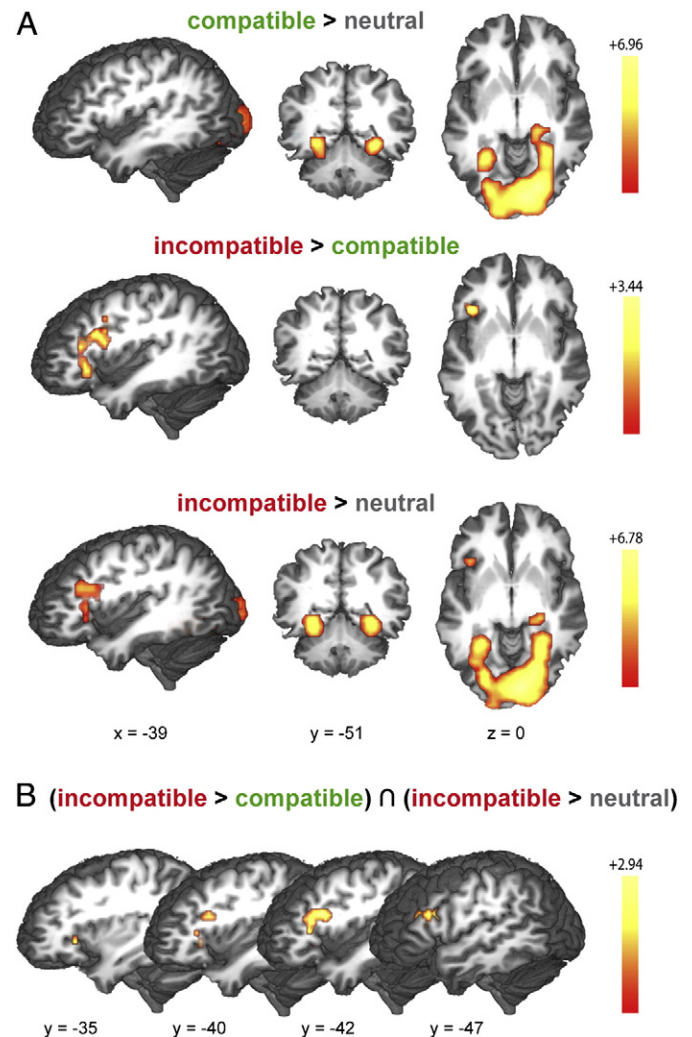 A
compatible > neutral
+6.96
incompatible > compatible
+3.44
incompatible > neutral
+6.78
x = -39
y = -51
z = 0
B (incompatible > compatible) ∩ (incompatible > neutral)
+2.94
y = -35
y = -40
y = -42
y = -47